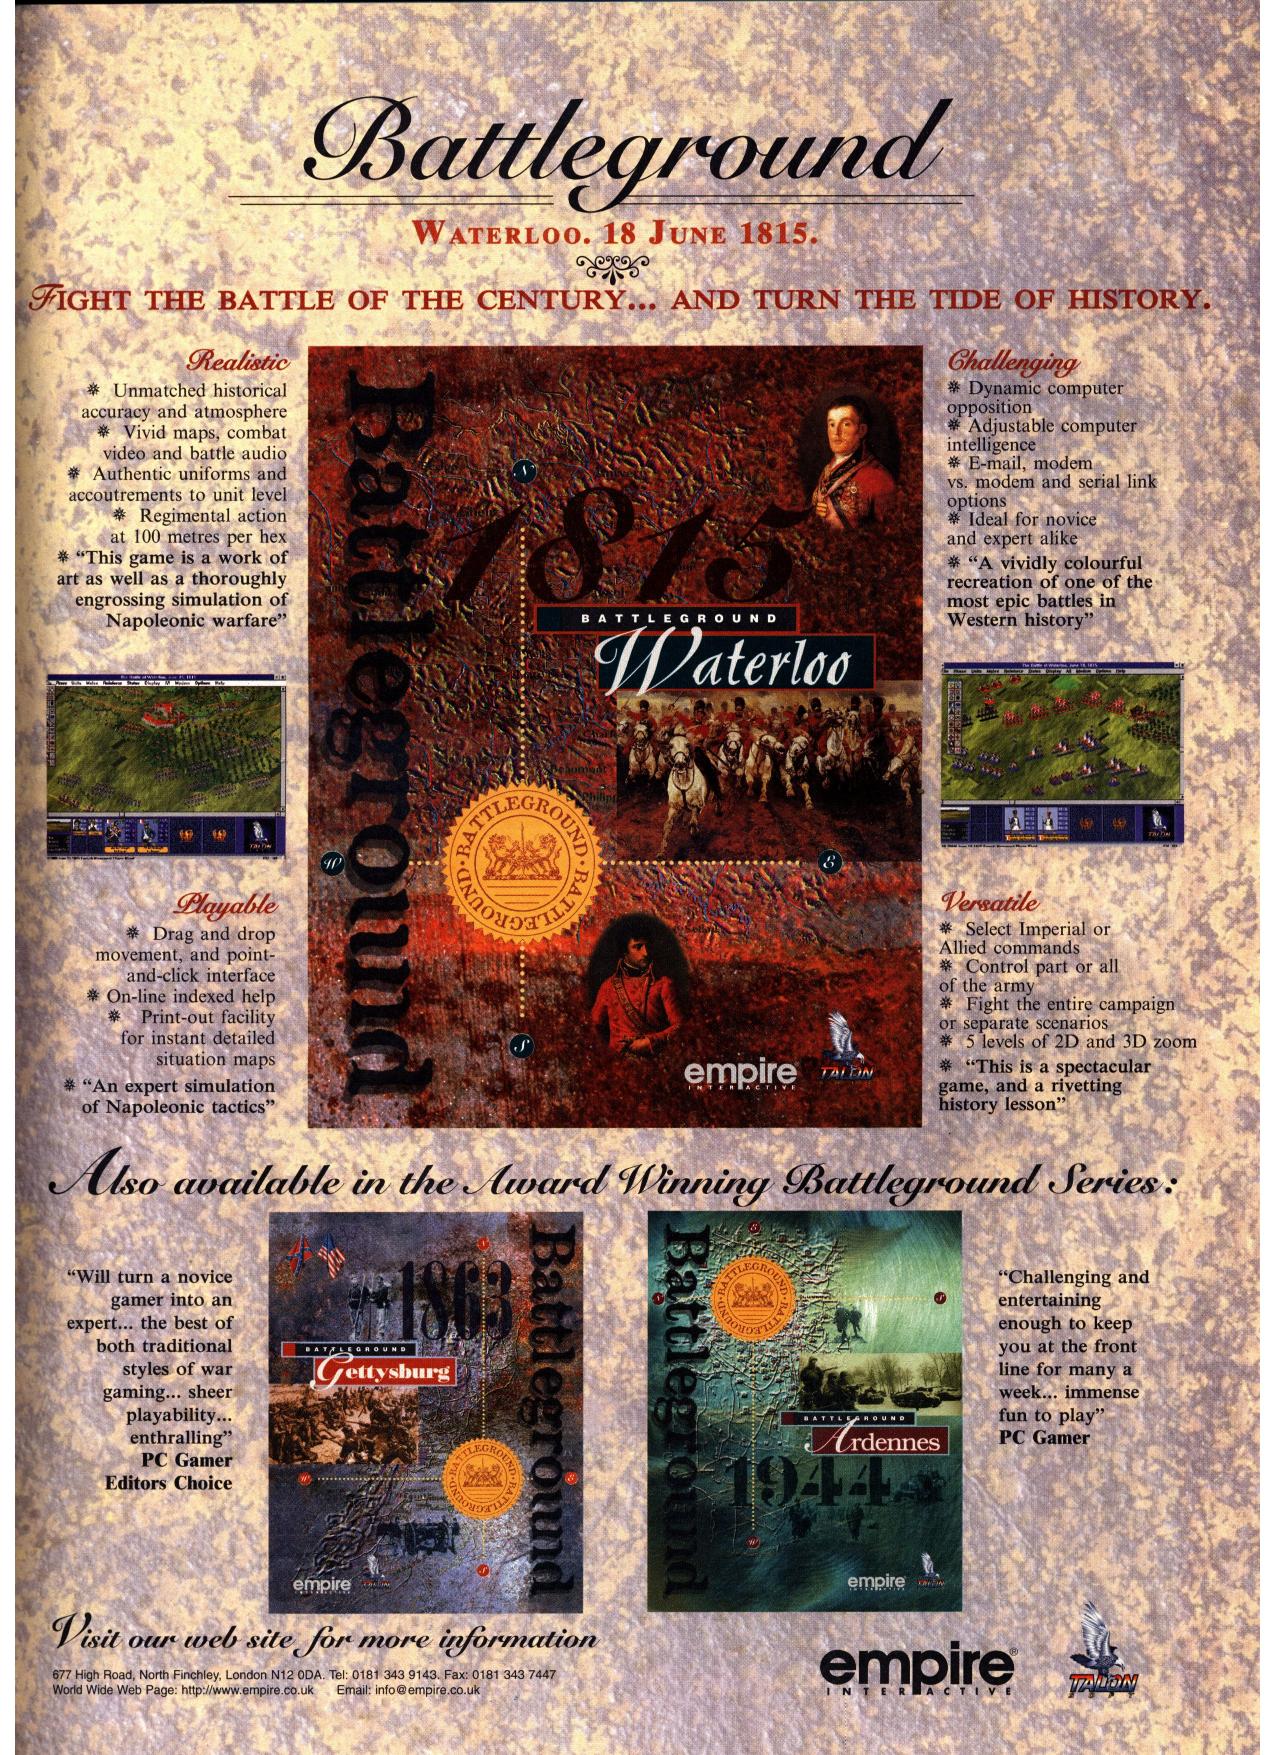 Battleground
WATERLOO. 18 JUNE 1815.
FIGHT THE BATTLE OF THE CENTURY... AND TURN THE TIDE OF HISTORY.
Realistic
❋ Unmatched historical
accuracy and atmosphere
❋ Vivid maps, combat
video and battle audio
❋ Authentic uniforms and
accoutrements to unit level
❋ Regimental action
at 100 metres per hex
❋ “This game is a work of
art as well as a thoroughly
engrossing simulation of
Napoleonic warfare”
Playable
❋ Drag and drop
movement, and point-
and-click interface
❋ On-line indexed help
❋ Print-out facility
for instant detailed
situation maps
❋ “An expert simulation
of Napoleonic tactics”
Battleground
N
1815
BATTLEGROUND
Waterloo
Beaumont
BATTLEGROUND · BATTLEGROUND ·
W
E
S
empire
INTERACTIVE
TALON
Challenging
❋ Dynamic computer
opposition
❋ Adjustable computer
intelligence
❋ E-mail, modem
vs. modem and serial link
options
❋ Ideal for novice
and expert alike
❋ “A vividly colourful
recreation of one of the
most epic battles in
Western history”
Versatile
❋ Select Imperial or
Allied commands
❋ Control part or all
of the army
❋ Fight the entire campaign
or separate scenarios
❋ 5 levels of 2D and 3D zoom
❋ “This is a spectacular
game, and a rivetting
history lesson”
Also available in the Award Winning Battleground Series:
“Will turn a novice
gamer into an
expert... the best of
both traditional
styles of war
gaming... sheer
playability...
enthralling”
PC Gamer
Editors Choice
Battleground
1863
BATTLEGROUND
Gettysburg
BATTLEGROUND · BATTLEGROUND ·
empire
INTERACTIVE
TALON
Battleground
BATTLEGROUND · BATTLEGROUND ·
BATTLEGROUND
Ardennes
1944
empire
INTERACTIVE
TALON
“Challenging and
entertaining
enough to keep
you at the front
line for many a
week... immense
fun to play”
PC Gamer
Visit our web site for more information
677 High Road, North Finchley, London N12 0DA. Tel: 0181 343 9143. Fax: 0181 343 7447
World Wide Web Page: http://www.empire.co.uk Email: info@empire.co.uk
empire®
INTERACTIVE
TALON